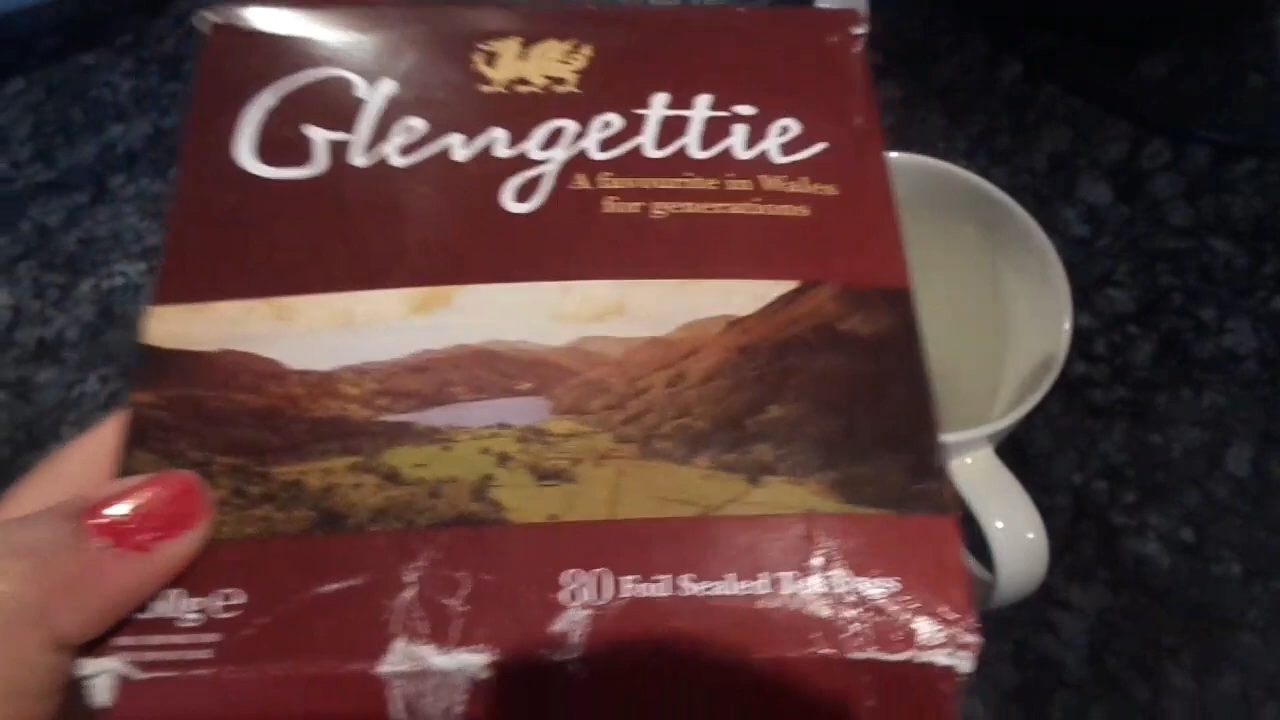 Glengettie
A favourite in Wales
for generations
80 Foil Sealed Tea Bags